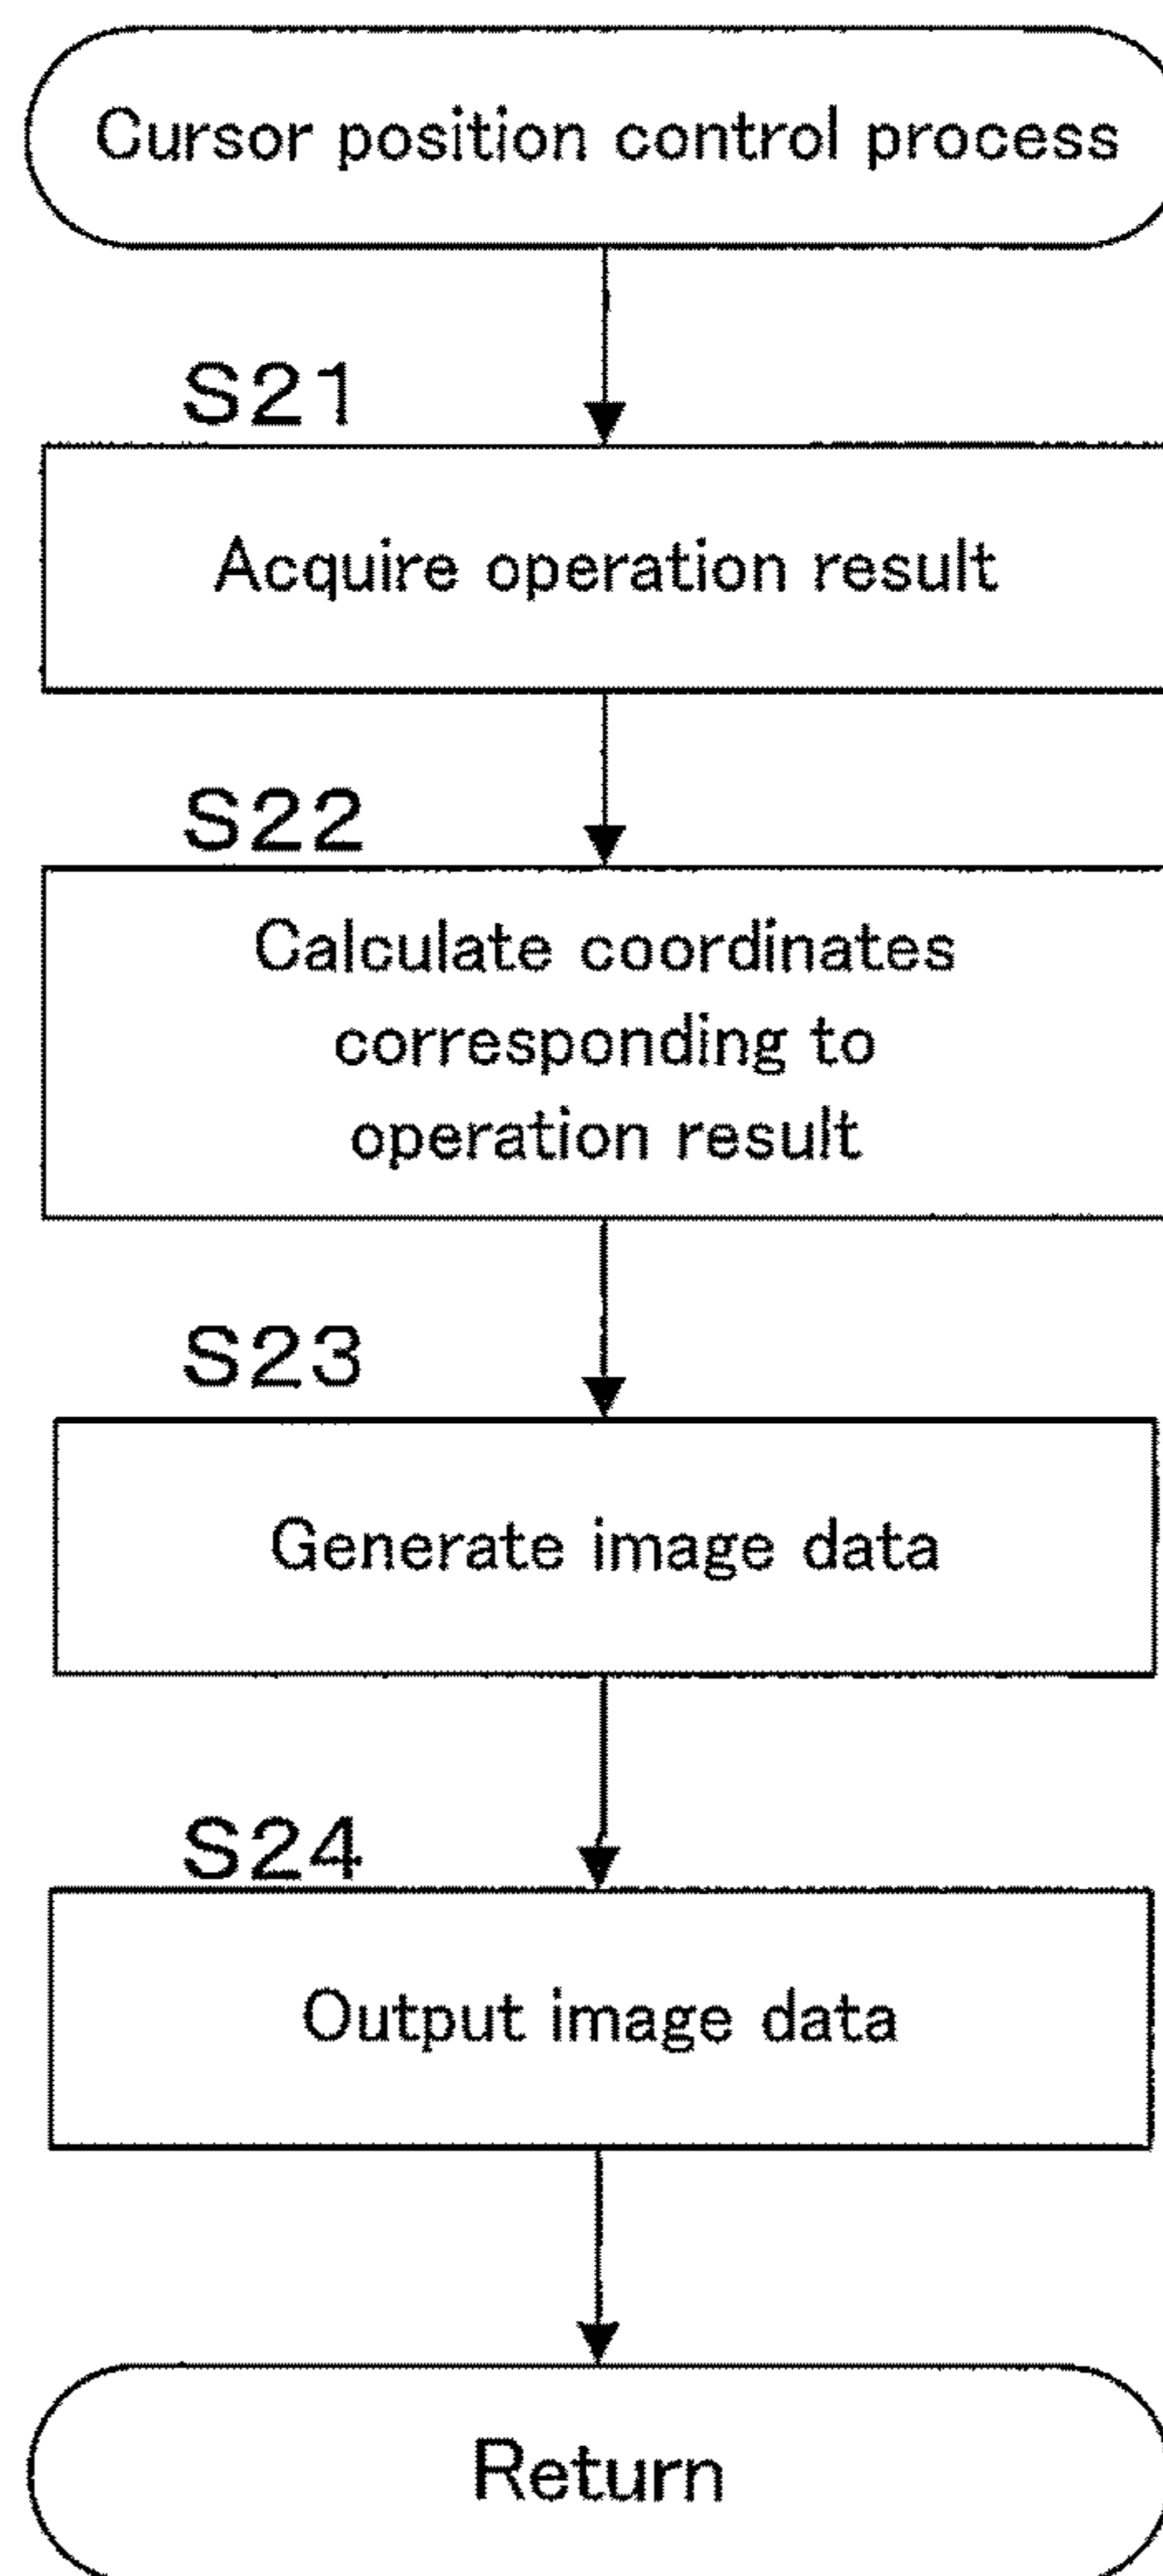 Cursor position control process
S21
Acquire operation result
S22
Calculate coordinates
corresponding to
operation result
S23
Generate image data
S24
Output image data
Return